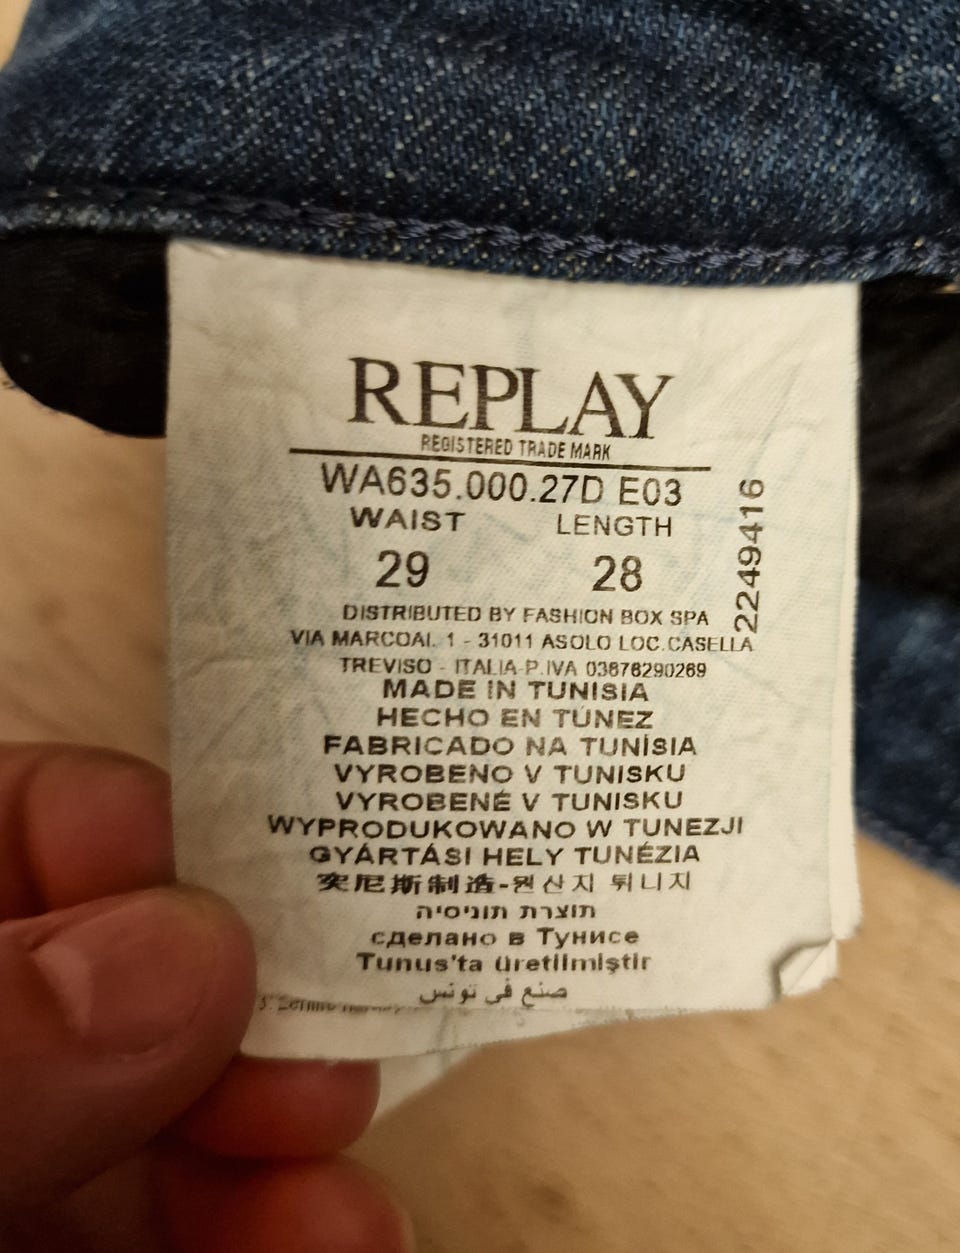 REPLAY
REGISTERED TRADE MARK
WA635.000.27D E03
WAIST LENGTH
29 28
2249416
DISTRIBUTED BY FASHION BOX SPA
VIA MARCOAI. 1 - 31011 ASOLO LOC.CASELLA
TREVISO - ITALIA-P.IVA 03676290269
MADE IN TUNISIA
HECHO EN TÚNEZ
FABRICADO NA TUNÍSIA
VYROBENO V TUNISKU
VYROBENÉ V TUNISKU
WYPRODUKOWANO W TUNEZJI
GYÁRTÁSI HELY TUNÉZIA
突尼斯制造-원산지 튀니지
תוצרת תוניסיה
сделано в Тунисе
Tunus'ta üretilmiştir
صنع في تونس